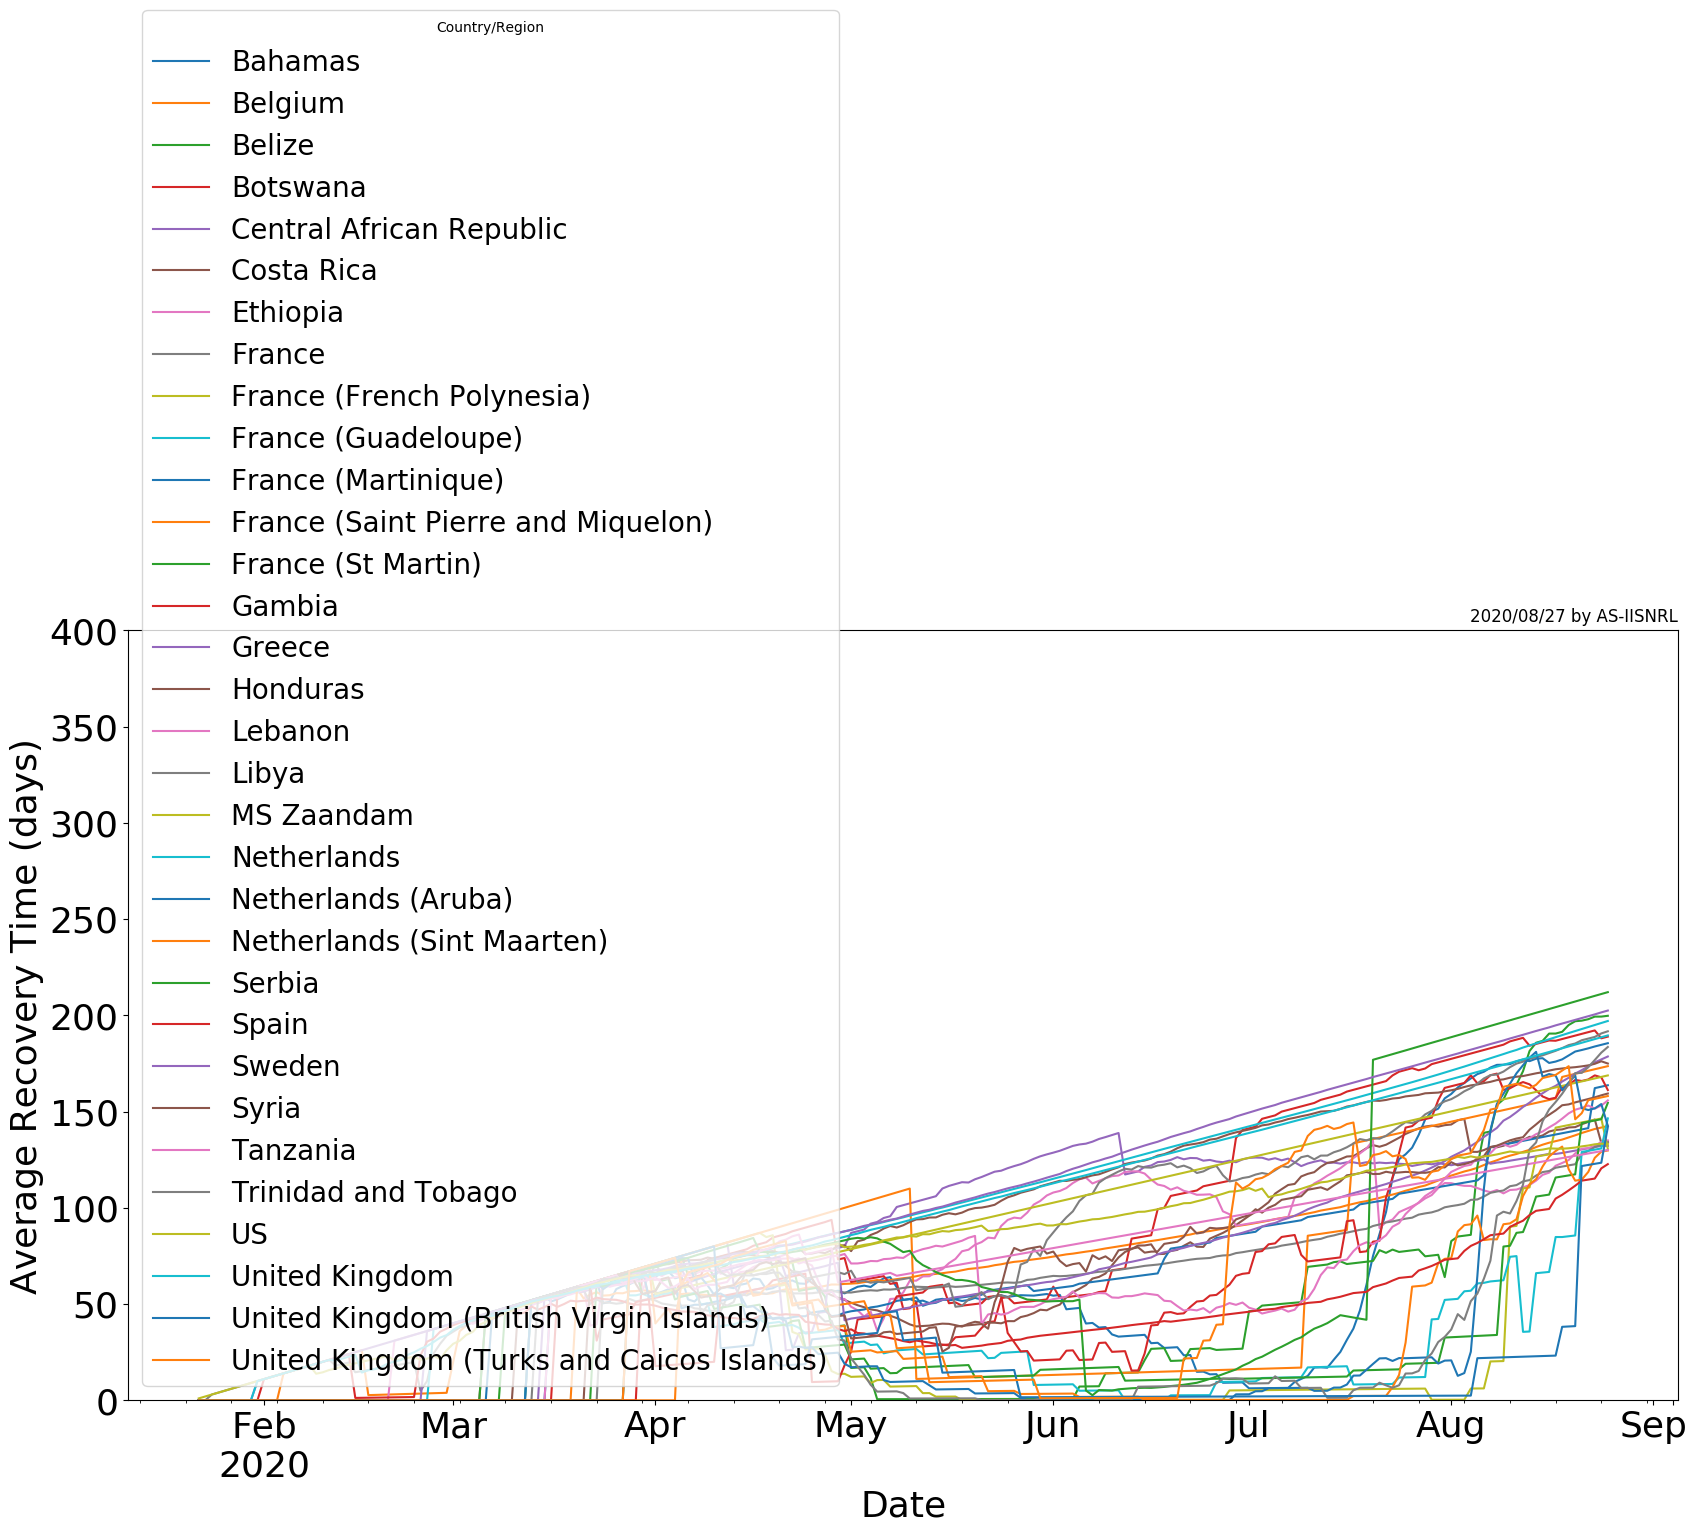 Country/Region
Bahamas
Belgium
Belize
Botswana
Central African Republic
Costa Rica
Ethiopia
France
France (French Polynesia)
France (Guadeloupe)
France (Martinique)
France (Saint Pierre and Miquelon)
France (St Martin)
Gambia
Greece
Honduras
Lebanon
Libya
MS Zaandam
Netherlands
Netherlands (Aruba)
Netherlands (Sint Maarten)
Serbia
Spain
Sweden
Syria
Tanzania
Trinidad and Tobago
US
United Kingdom
United Kingdom (British Virgin Islands)
United Kingdom (Turks and Caicos Islands)
2020/08/27 by AS-IISNRL
400
350
300
250
200
150
100
50
0
Average Recovery Time (days)
Feb Mar Apr May Jun Jul Aug Sep
2020
Date